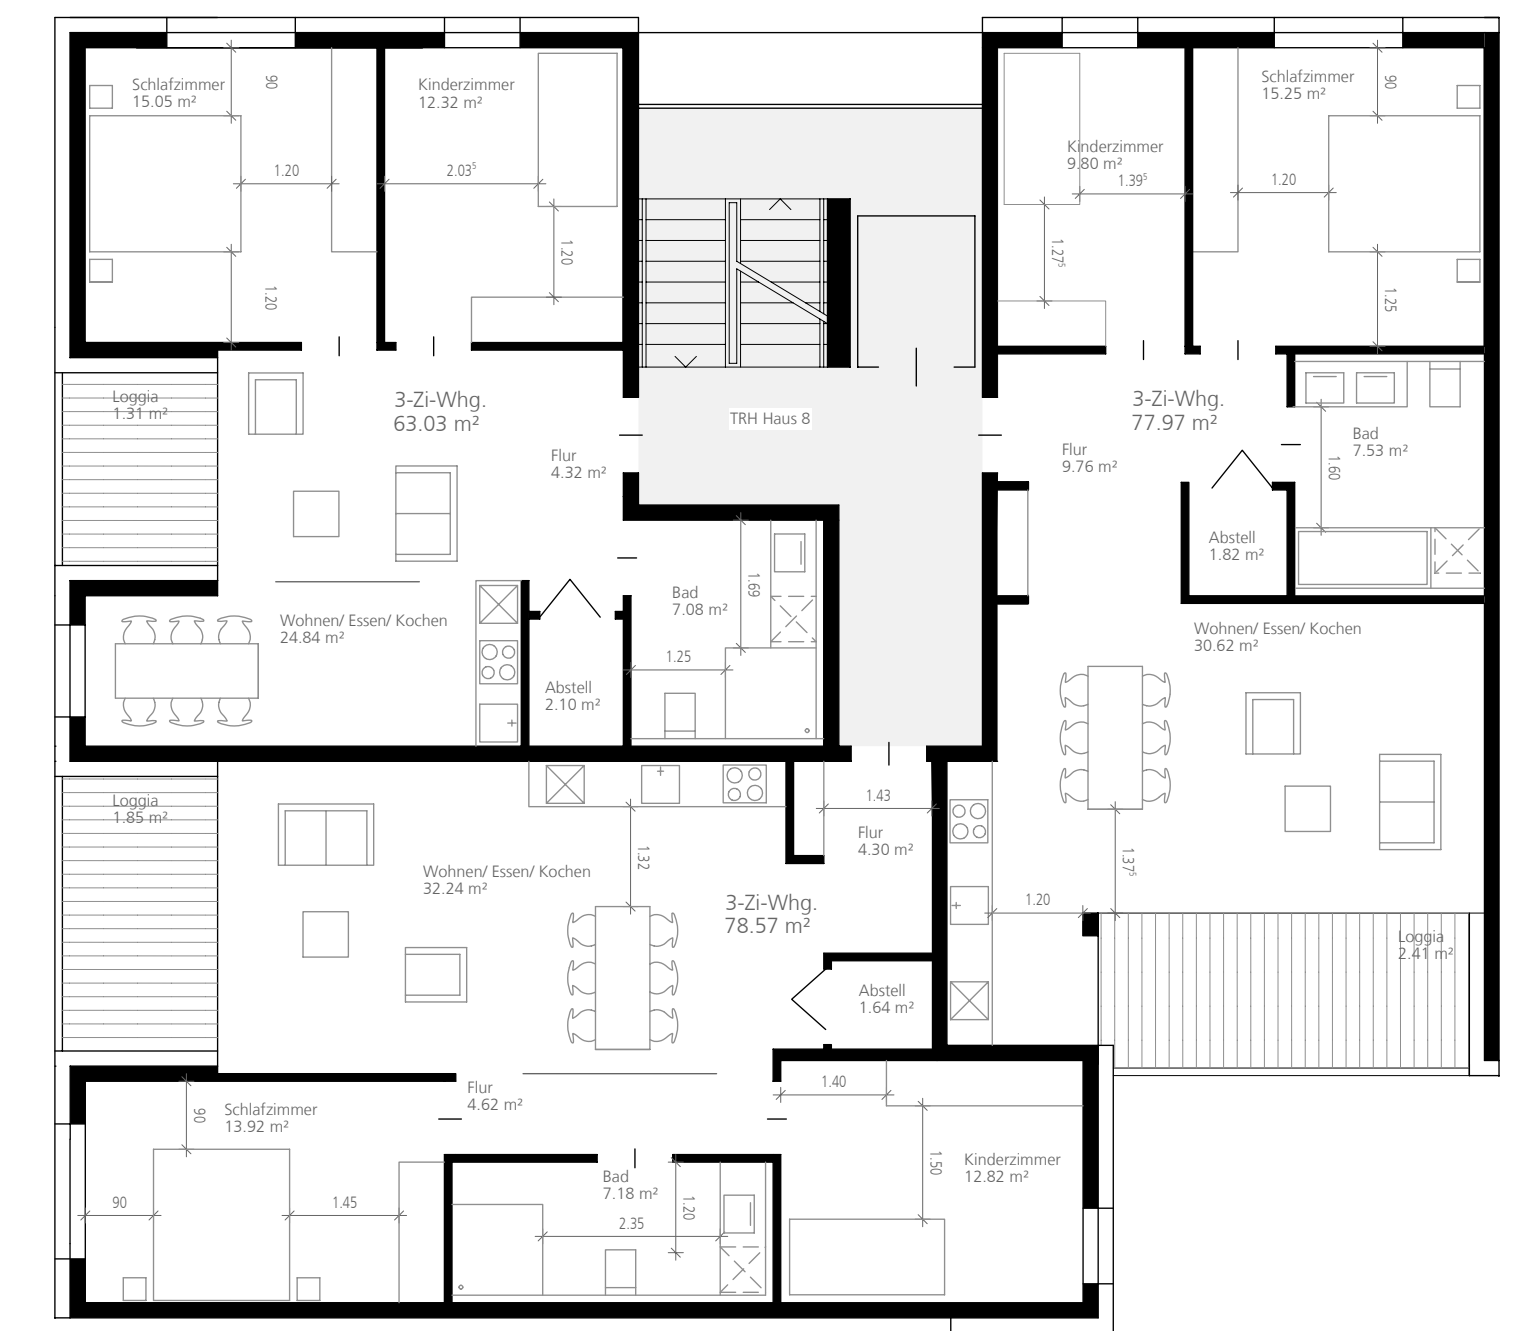 Schlafzimmer
15.05 m²
90
1.20
1.20
Kinderzimmer
12.32 m²
2.03⁵
1.20
Kinderzimmer
9.80 m²
1.39⁵
1.27⁵
Schlafzimmer
15.25 m²
90
1.20
1.25
Loggia
1.31 m²
3-Zi-Whg.
63.03 m²
Flur
4.32 m²
TRH Haus 8
3-Zi-Whg.
77.97 m²
Flur
9.76 m²
Bad
7.53 m²
1.60
Abstell
1.82 m²
Wohnen/ Essen/ Kochen
24.84 m²
Abstell
2.10 m²
Bad
7.08 m²
1.69
1.25
Wohnen/ Essen/ Kochen
30.62 m²
1.37⁵
1.20
Loggia
2.41 m²
Loggia
1.85 m²
Wohnen/ Essen/ Kochen
32.24 m²
1.32
1.43
Flur
4.30 m²
3-Zi-Whg.
78.57 m²
Abstell
1.64 m²
Flur
4.62 m²
Schlafzimmer
13.92 m²
90
90
1.45
Bad
7.18 m²
1.20
2.35
1.40
1.50
Kinderzimmer
12.82 m²